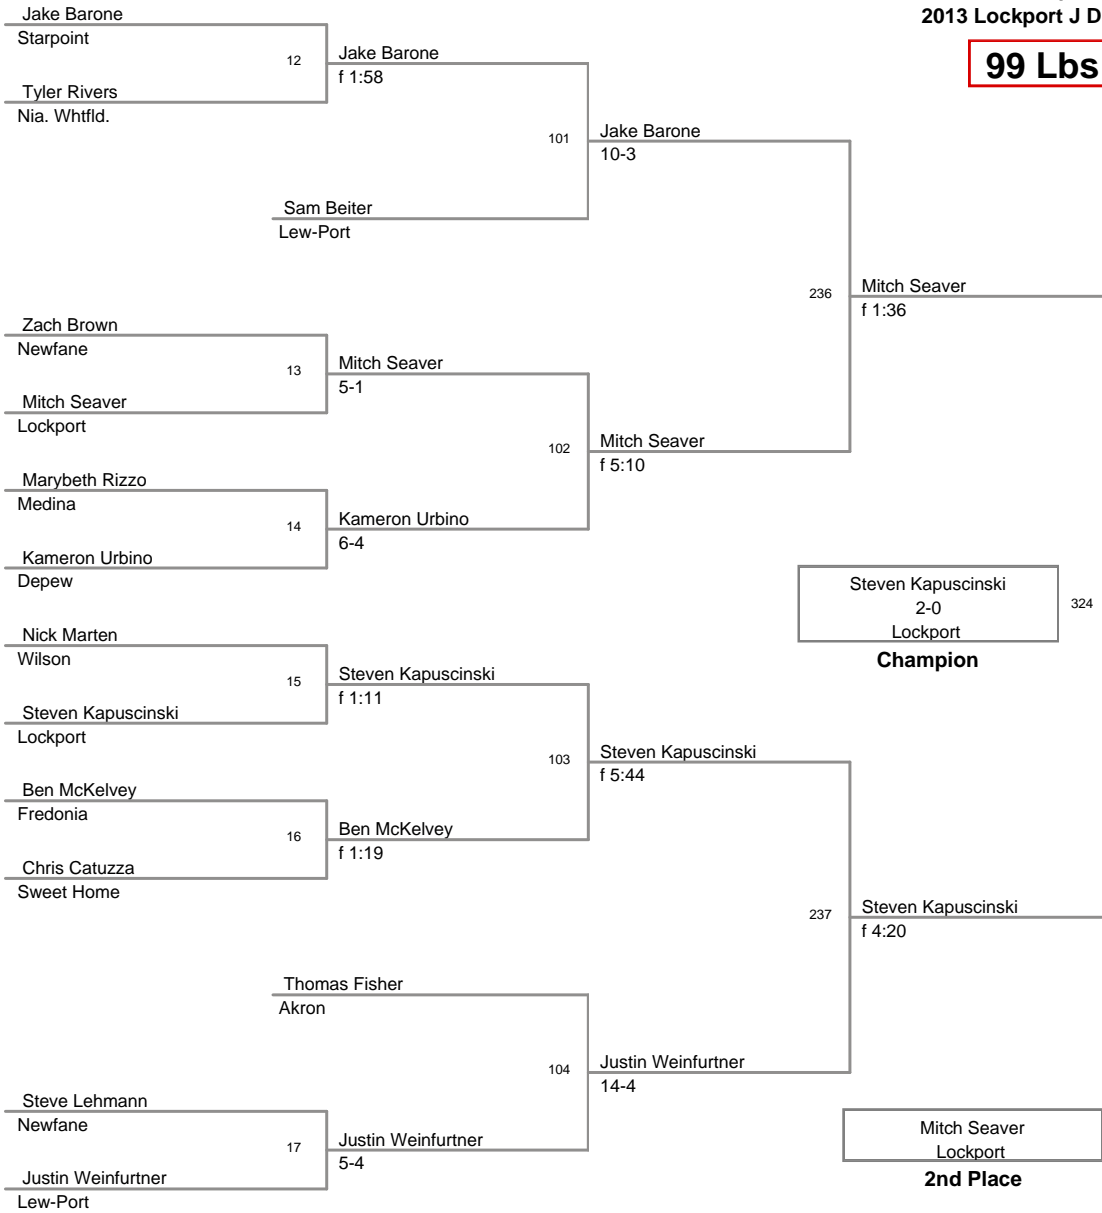 Jake Barone
2013 Lockport J D
Starpoint
12
Jake Barone
99 Lbs
f 1:58
Tyler Rivers
Nia. Whtfld.
101
Jake Barone
10-3
Sam Beiter
Lew-Port
236
Mitch Seaver
f 1:36
Zach Brown
Newfane
13
Mitch Seaver
5-1
Mitch Seaver
Lockport
102
Mitch Seaver
f 5:10
Marybeth Rizzo
Medina
14
Kameron Urbino
6-4
Kameron Urbino
Depew
Steven Kapuscinski
2-0
Lockport
324
Champion
Nick Marten
Wilson
15
Steven Kapuscinski
f 1:11
Steven Kapuscinski
Lockport
103
Steven Kapuscinski
f 5:44
Ben McKelvey
Fredonia
16
Ben McKelvey
f 1:19
Chris Catuzza
Sweet Home
237
Steven Kapuscinski
f 4:20
Thomas Fisher
Akron
104
Justin Weinfurtner
14-4
Steve Lehmann
Newfane
17
Justin Weinfurtner
5-4
Justin Weinfurtner
Lew-Port
Mitch Seaver
Lockport
2nd Place